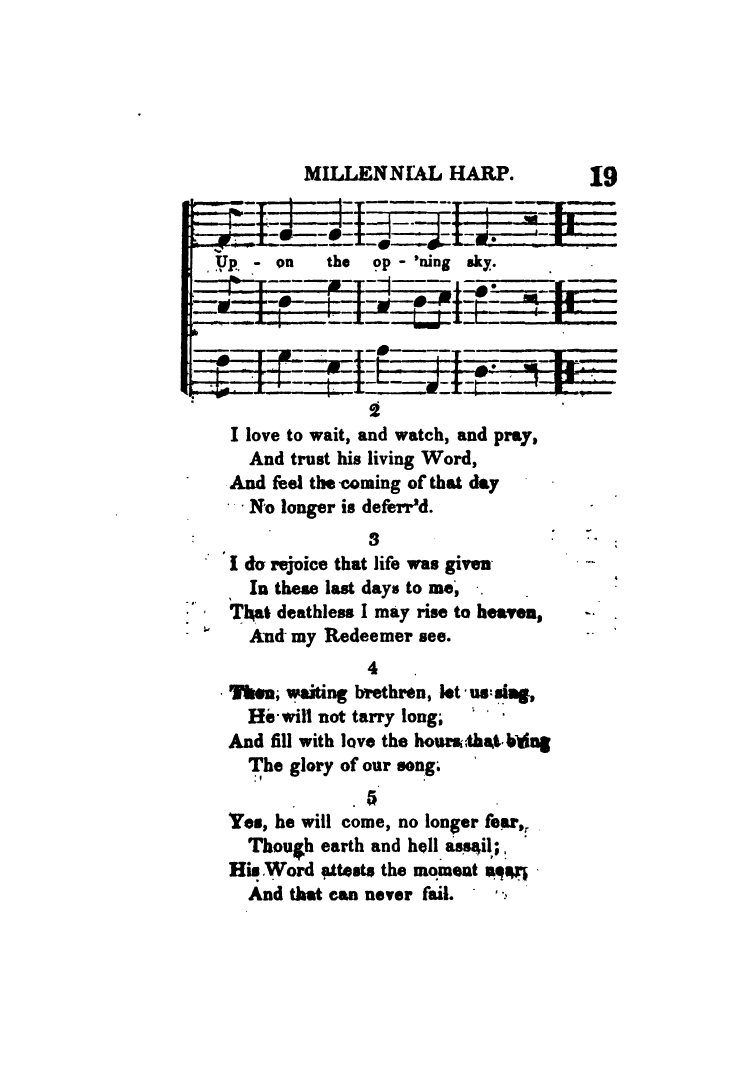 MILLENNIAL HARP. 19
Up - on the op - 'ning sky.
2
I love to wait, and watch, and pray,
And trust his living Word,
And feel the coming of that day
No longer is deferr'd.
3
I do rejoice that life was given
In these last days to me,
That deathless I may rise to heaven,
And my Redeemer see.
4
Then, waiting brethren, let us sing,
He will not tarry long;
And fill with love the hours that bring
The glory of our song.
5
Yes, he will come, no longer fear,
Though earth and hell assail;
His Word attests the moment near,
And that can never fail.